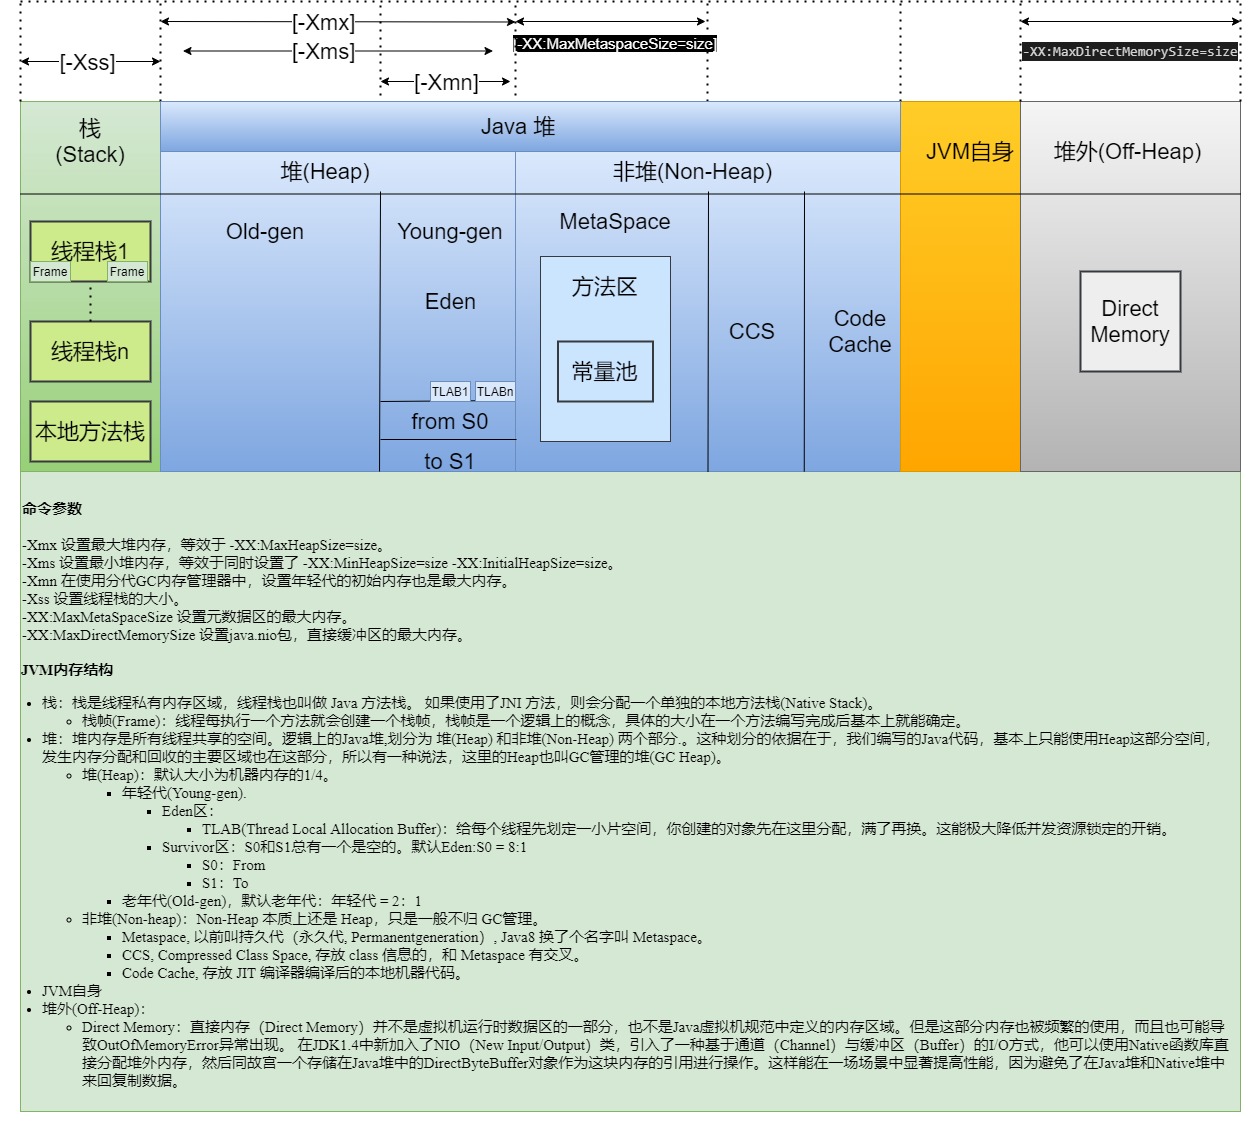 [-Xmx]
-XX:MaxMetaspaceSize=size
[-Xms]
-XX:MaxDirectMemorySize=size
[-Xss]
[-Xmn]
栈
(Stack)
Java 堆
JVM自身
堆外(Off-Heap)
堆(Heap)
非堆(Non-Heap)
线程栈1
Frame
Frame
线程栈n
本地方法栈
Old-gen
Young-gen
Eden
TLAB1
TLABn
from S0
to S1
MetaSpace
方法区
常量池
CCS
Code
Cache
Direct
Memory
命令参数
-Xmx 设置最大堆内存，等效于 -XX:MaxHeapSize=size。
-Xms 设置最小堆内存，等效于同时设置了 -XX:MinHeapSize=size -XX:InitialHeapSize=size。
-Xmn 在使用分代GC内存管理器中，设置年轻代的初始内存也是最大内存。
-Xss 设置线程栈的大小。
-XX:MaxMetaSpaceSize 设置元数据区的最大内存。
-XX:MaxDirectMemorySize 设置java.nio包，直接缓冲区的最大内存。
JVM内存结构
• 栈：栈是线程私有内存区域，线程栈也叫做 Java 方法栈。 如果使用了JNI 方法，则会分配一个单独的本地方法栈(Native Stack)。
◦ 栈帧(Frame)：线程每执行一个方法就会创建一个栈帧，栈帧是一个逻辑上的概念，具体的大小在一个方法编写完成后基本上就能确定。
• 堆：堆内存是所有线程共享的空间。逻辑上的Java堆,划分为 堆(Heap) 和非堆(Non-Heap) 两个部分.。这种划分的依据在于，我们编写的Java代码，基本上只能使用Heap这部分空间，
发生内存分配和回收的主要区域也在这部分，所以有一种说法，这里的Heap也叫GC管理的堆(GC Heap)。
◦ 堆(Heap)：默认大小为机器内存的1/4。
▪ 年轻代(Young-gen).
▪ Eden区：
▪ TLAB(Thread Local Allocation Buffer)：给每个线程先划定一小片空间，你创建的对象先在这里分配，满了再换。这能极大降低并发资源锁定的开销。
▪ Survivor区：S0和S1总有一个是空的。默认Eden:S0 = 8:1
▪ S0：From
▪ S1：To
▪ 老年代(Old-gen)，默认老年代：年轻代 = 2：1
◦ 非堆(Non-heap)：Non-Heap 本质上还是 Heap，只是一般不归 GC管理。
▪ Metaspace, 以前叫持久代（永久代, Permanentgeneration）, Java8 换了个名字叫 Metaspace。
▪ CCS, Compressed Class Space, 存放 class 信息的，和 Metaspace 有交叉。
▪ Code Cache, 存放 JIT 编译器编译后的本地机器代码。
• JVM自身
• 堆外(Off-Heap)：
◦ Direct Memory：直接内存（Direct Memory）并不是虚拟机运行时数据区的一部分，也不是Java虚拟机规范中定义的内存区域。但是这部分内存也被频繁的使用，而且也可能导
致OutOfMemoryError异常出现。 在JDK1.4中新加入了NIO（New Input/Output）类，引入了一种基于通道（Channel）与缓冲区（Buffer）的I/O方式，他可以使用Native函数库直
接分配堆外内存，然后同故宫一个存储在Java堆中的DirectByteBuffer对象作为这块内存的引用进行操作。这样能在一场场景中显著提高性能，因为避免了在Java堆和Native堆中
来回复制数据。